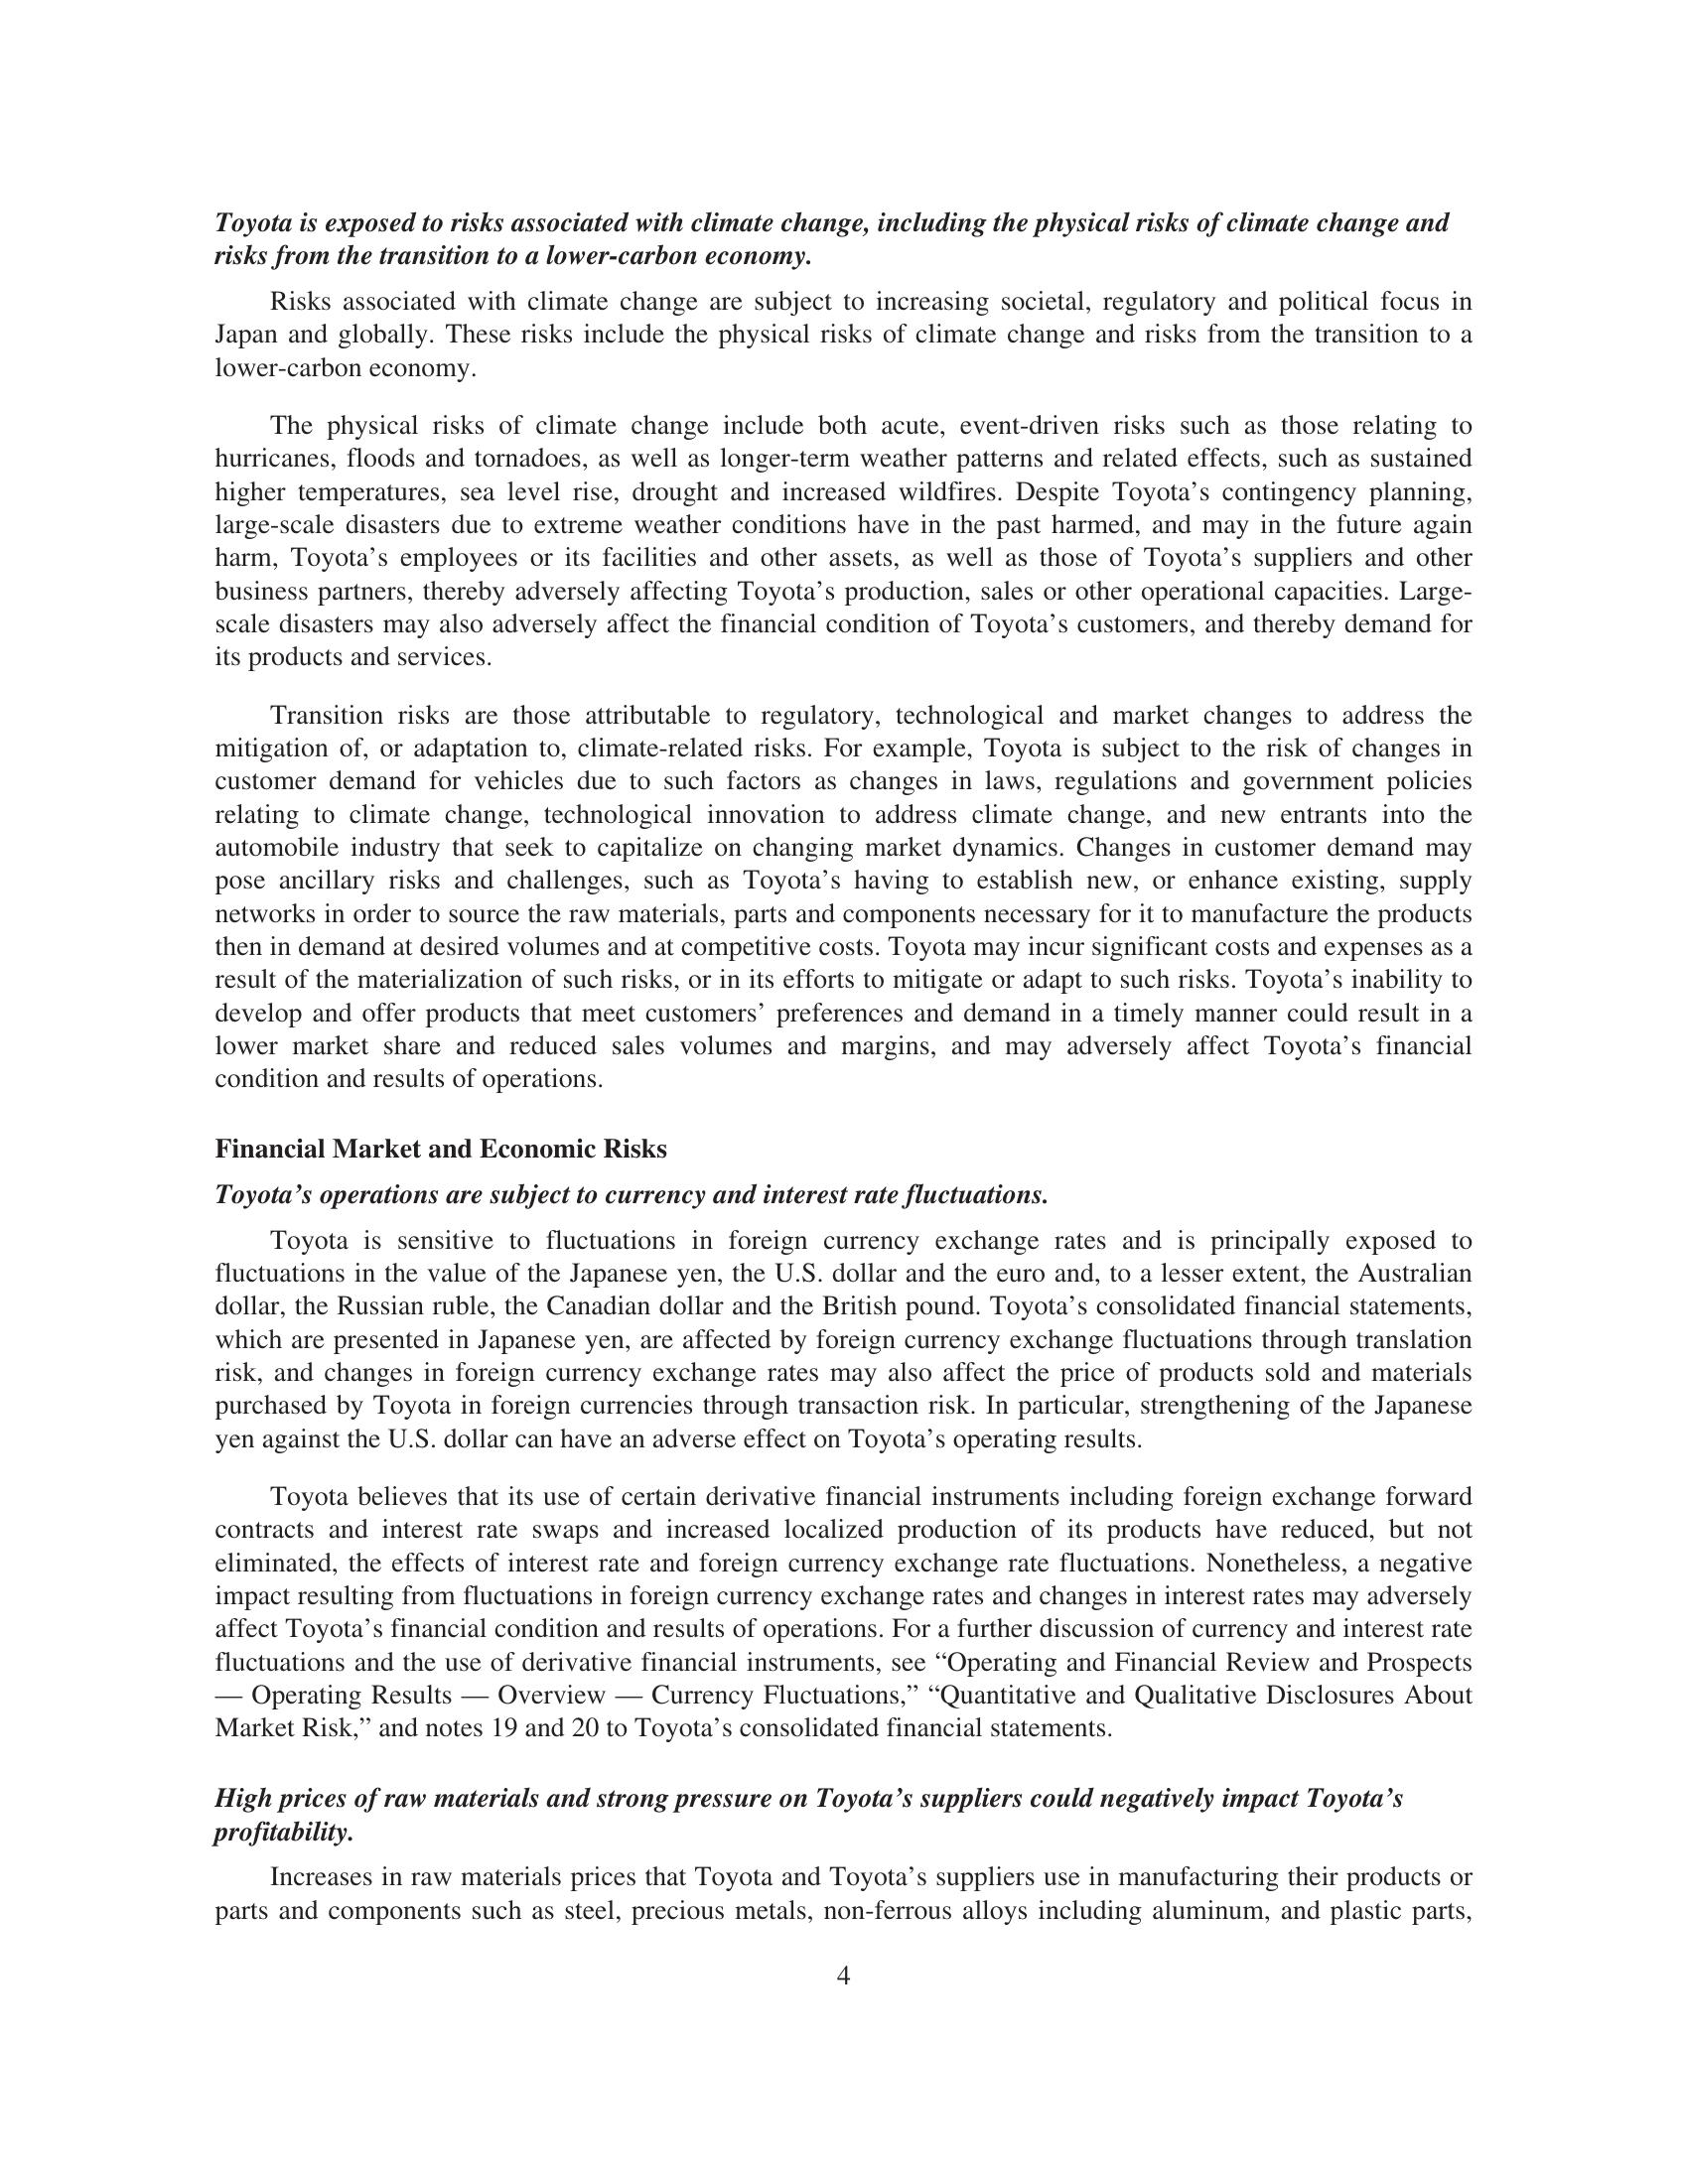 Toyota is exposed to risks associated with climate change, including the physical risks of climate change and
risks from the transition to a lower-carbon economy.
Risks associated with climate change are subject to increasing societal, regulatory and political focus in
Japan and globally. These risks include the physical risks of climate change and risks from the transition to a
lower-carbon economy.
The physical risks of climate change include both acute, event-driven risks such as those relating to
hurricanes, floods and tornadoes, as well as longer-term weather patterns and related effects, such as sustained
higher temperatures, sea level rise, drought and increased wildfires. Despite Toyota’s contingency planning,
large-scale disasters due to extreme weather conditions have in the past harmed, and may in the future again
harm, Toyota’s employees or its facilities and other assets, as well as those of Toyota’s suppliers and other
business partners, thereby adversely affecting Toyota’s production, sales or other operational capacities. Large-
scale disasters may also adversely affect the financial condition of Toyota’s customers, and thereby demand for
its products and services.
Transition risks are those attributable to regulatory, technological and market changes to address the
mitigation of, or adaptation to, climate-related risks. For example, Toyota is subject to the risk of changes in
customer demand for vehicles due to such factors as changes in laws, regulations and government policies
relating to climate change, technological innovation to address climate change, and new entrants into the
automobile industry that seek to capitalize on changing market dynamics. Changes in customer demand may
pose ancillary risks and challenges, such as Toyota’s having to establish new, or enhance existing, supply
networks in order to source the raw materials, parts and components necessary for it to manufacture the products
then in demand at desired volumes and at competitive costs. Toyota may incur significant costs and expenses as a
result of the materialization of such risks, or in its efforts to mitigate or adapt to such risks. Toyota’s inability to
develop and offer products that meet customers’ preferences and demand in a timely manner could result in a
lower market share and reduced sales volumes and margins, and may adversely affect Toyota’s financial
condition and results of operations.
Financial Market and Economic Risks
Toyota’s operations are subject to currency and interest rate fluctuations.
Toyota is sensitive to fluctuations in foreign currency exchange rates and is principally exposed to
fluctuations in the value of the Japanese yen, the U.S. dollar and the euro and, to a lesser extent, the Australian
dollar, the Russian ruble, the Canadian dollar and the British pound. Toyota’s consolidated financial statements,
which are presented in Japanese yen, are affected by foreign currency exchange fluctuations through translation
risk, and changes in foreign currency exchange rates may also affect the price of products sold and materials
purchased by Toyota in foreign currencies through transaction risk. In particular, strengthening of the Japanese
yen against the U.S. dollar can have an adverse effect on Toyota’s operating results.
Toyota believes that its use of certain derivative financial instruments including foreign exchange forward
contracts and interest rate swaps and increased localized production of its products have reduced, but not
eliminated, the effects of interest rate and foreign currency exchange rate fluctuations. Nonetheless, a negative
impact resulting from fluctuations in foreign currency exchange rates and changes in interest rates may adversely
affect Toyota’s financial condition and results of operations. For a further discussion of currency and interest rate
fluctuations and the use of derivative financial instruments, see “Operating and Financial Review and Prospects
— Operating Results — Overview — Currency Fluctuations,” “Quantitative and Qualitative Disclosures About
Market Risk,” and notes 19 and 20 to Toyota’s consolidated financial statements.
High prices of raw materials and strong pressure on Toyota’s suppliers could negatively impact Toyota’s
profitability.
Increases in raw materials prices that Toyota and Toyota’s suppliers use in manufacturing their products or
parts and components such as steel, precious metals, non-ferrous alloys including aluminum, and plastic parts,
4